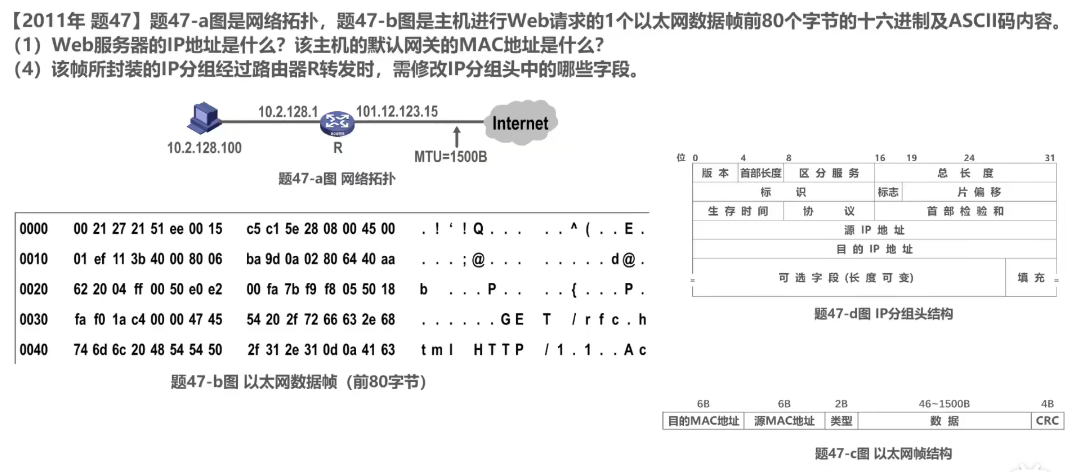 【2011年 题47】题47-a图是网络拓扑，题47-b图是主机进行Web请求的1个以太网数据帧前80个字节的十六进制及ASCII码内容。
（1）Web服务器的IP地址是什么？该主机的默认网关的MAC地址是什么？
（4）该帧所封装的IP分组经过路由器R转发时，需修改IP分组头中的哪些字段。
10.2.128.1 101.12.123.15
Internet
10.2.128.100
R
MTU=1500B
题47-a图 网络拓扑
0000 00 21 27 21 51 ee 00 15 c5 c1 5e 28 08 00 45 00 . ! ‘ ! Q . . . . . ^ ( . . E .
0010 01 ef 11 3b 40 00 80 06 ba 9d 0a 02 80 64 40 aa . . . ; @ . . . . . . . . d @ .
0020 62 20 04 ff 00 50 e0 e2 00 fa 7b f9 f8 05 50 18 b . . . P . . . . { . . . P .
0030 fa f0 1a c4 00 00 47 45 54 20 2f 72 66 63 2e 68 . . . . . . G E T / r f c . h
0040 74 6d 6c 20 48 54 54 50 2f 31 2e 31 0d 0a 41 63 t m l H T T P / 1 . 1 . . A c
题47-b图 以太网数据帧（前80字节）
位 0 4 8 16 19 24 31
版 本 首部长度 区 分 服 务 总 长 度
标 识 标志 片 偏 移
生 存 时 间 协 议 首 部 检 验 和
源 IP 地 址
目 的 IP 地 址
可 选 字 段 (长 度 可 变) 填 充
题47-d图 IP分组头结构
6B 6B 2B 46~1500B 4B
目的MAC地址 源MAC地址 类型 数 据 CRC
题47-c图 以太网帧结构